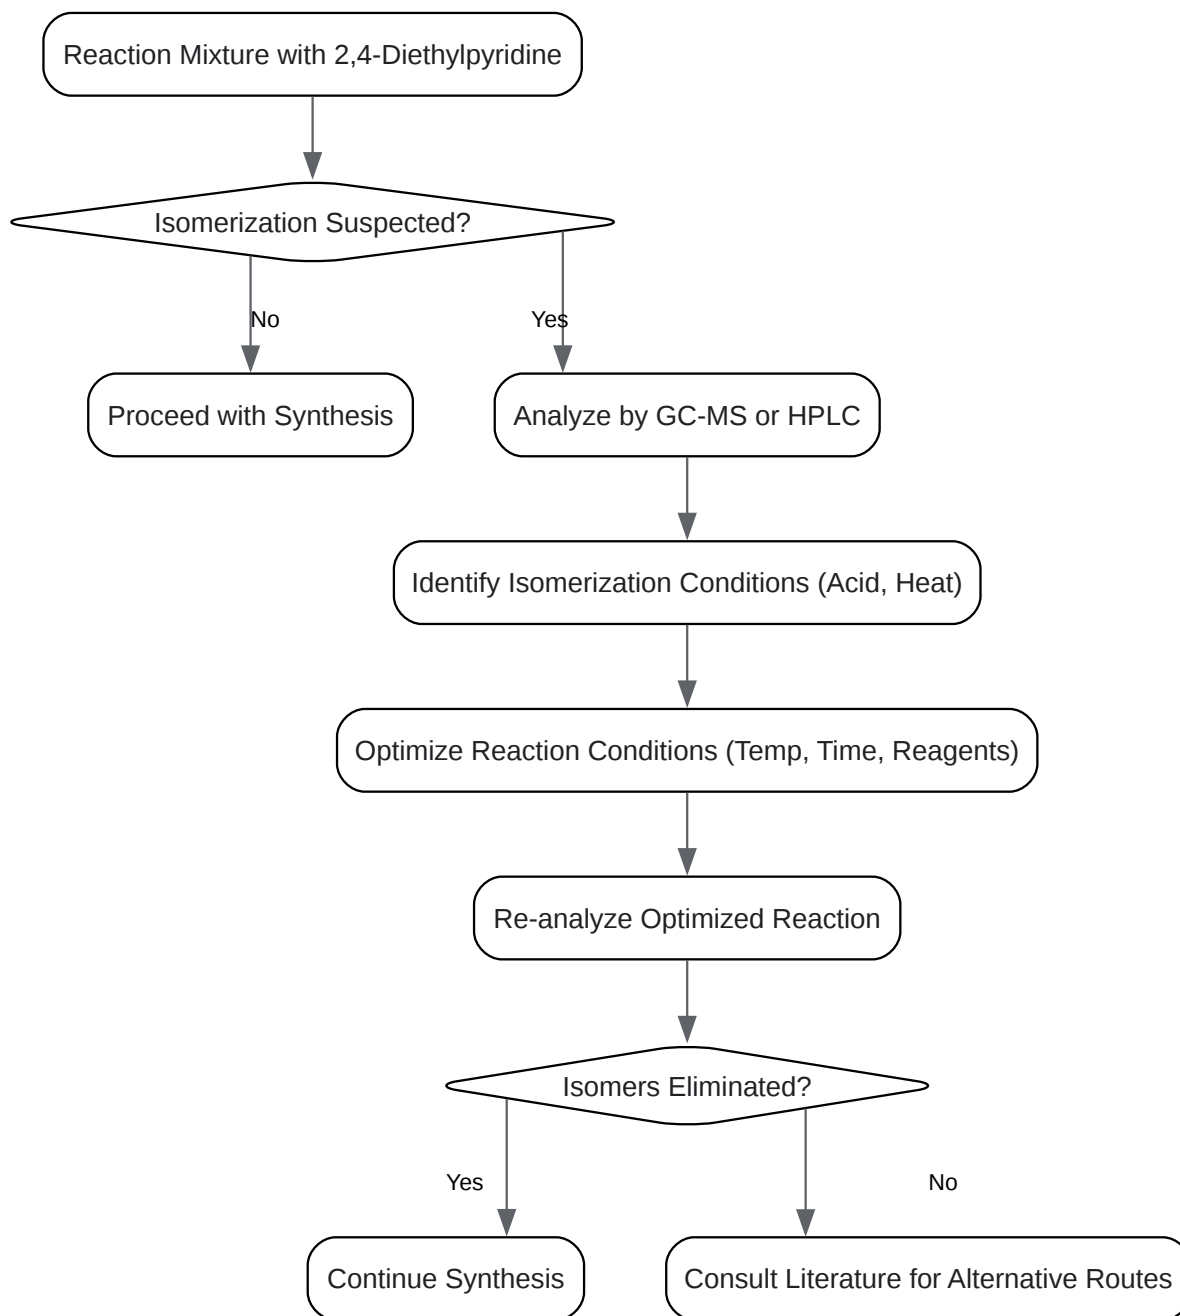 Reaction Mixture with 2,4-Diethylpyridine
Isomerization Suspected?
No
Yes
Proceed with Synthesis
Analyze by GC-MS or HPLC
Identify Isomerization Conditions (Acid, Heat)
Optimize Reaction Conditions (Temp, Time, Reagents)
Re-analyze Optimized Reaction
Isomers Eliminated?
Yes
No
Continue Synthesis
Consult Literature for Alternative Routes